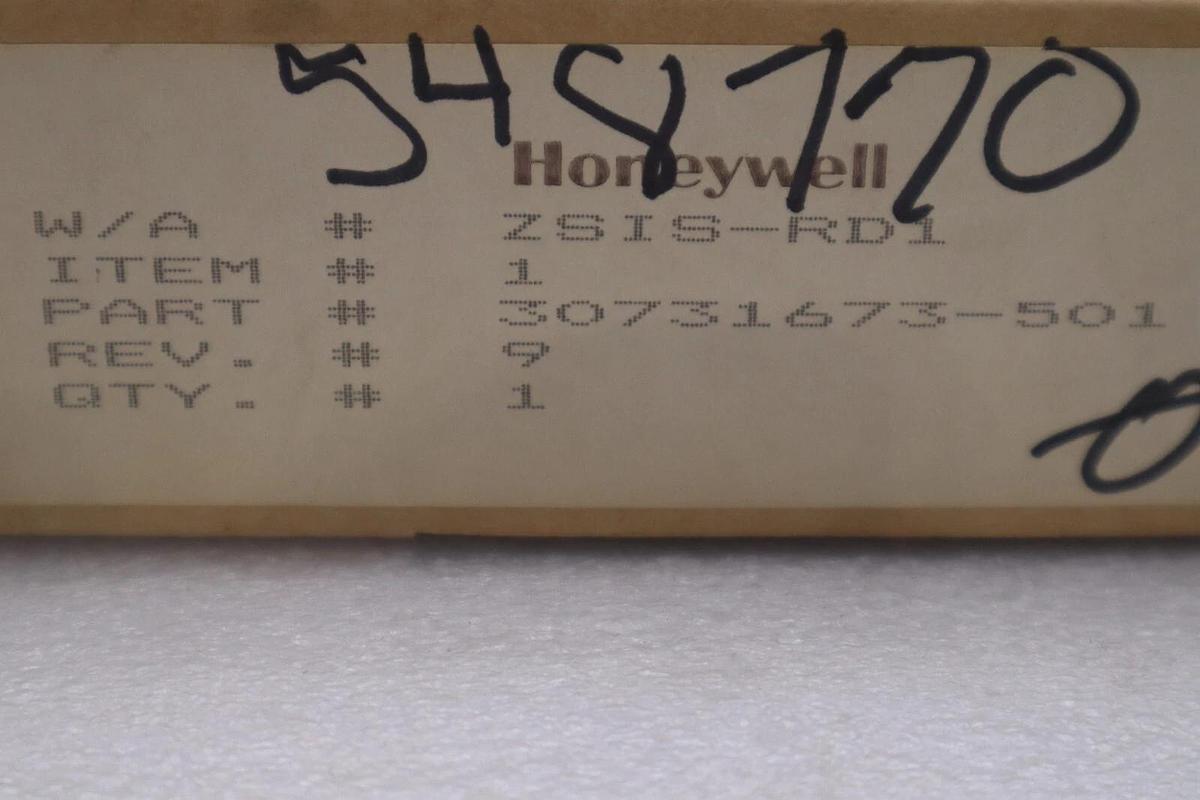 548770
Honeywell
W/A # ZSIS-RD1
ITEM # 1
PART # 30731673-501
REV. # 9
QTY. # 1